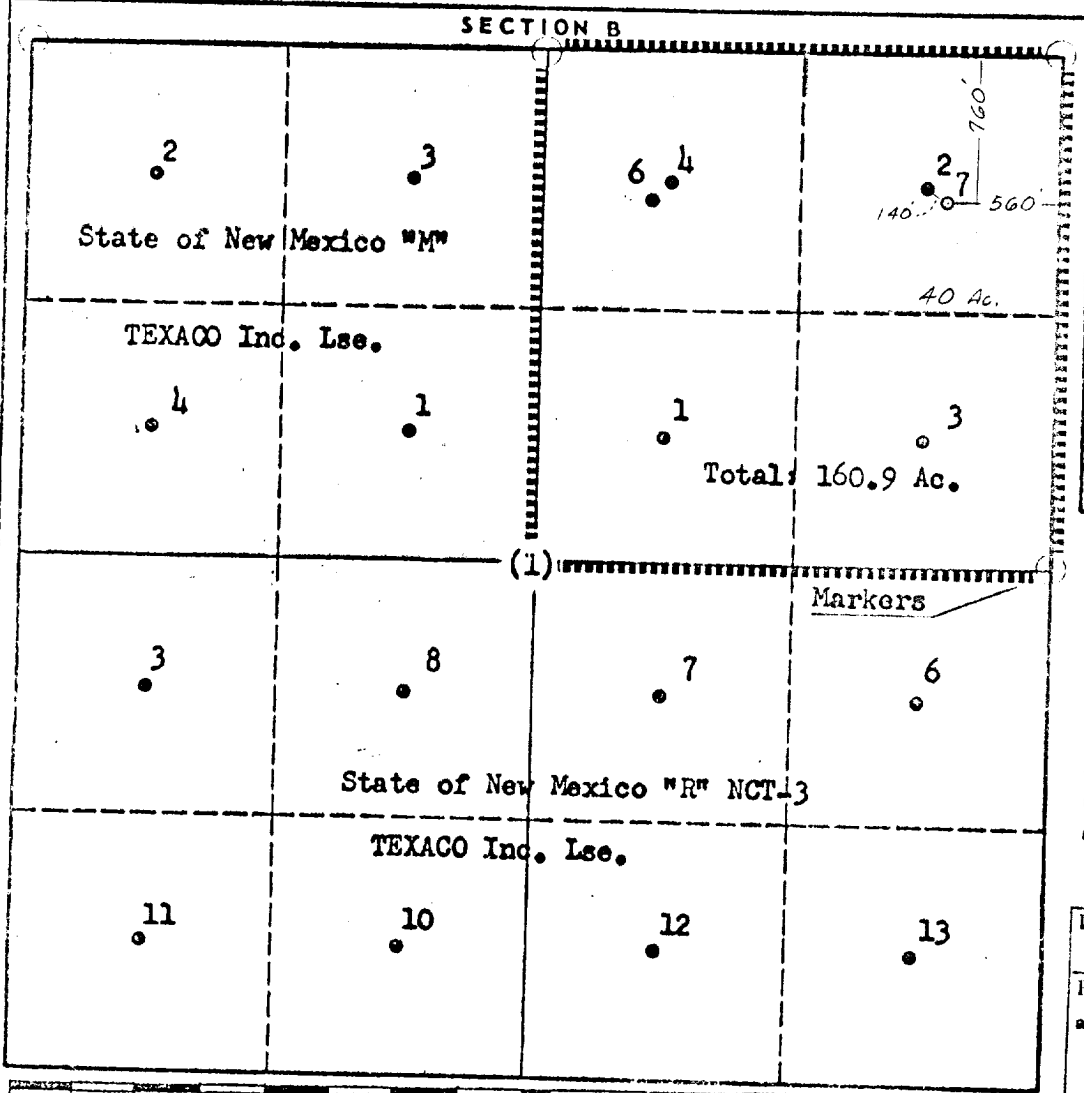 SECTION B
2
3
6
4
2
7
760'
560'
140'
State of New Mexico "M"
40 Ac.
TEXACO Inc. Lse.
4
1
1
3
Total: 160.9 Ac.
(1)
Markers
3
8
7
6
State of New Mexico "R" NCT-3
TEXACO Inc. Lse.
11
10
12
13